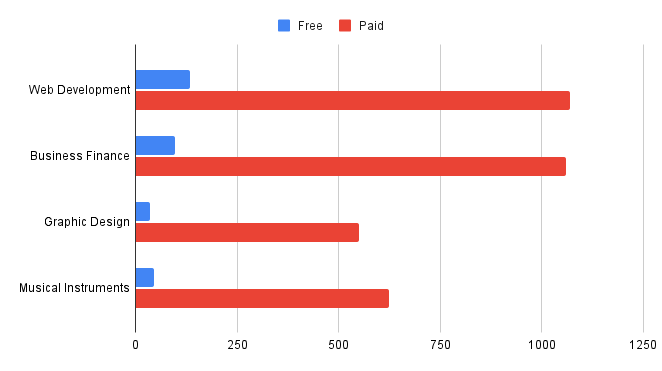 Free Paid
Web Development
Business Finance
Graphic Design
Musical Instruments
0 250 500 750 1000 1250